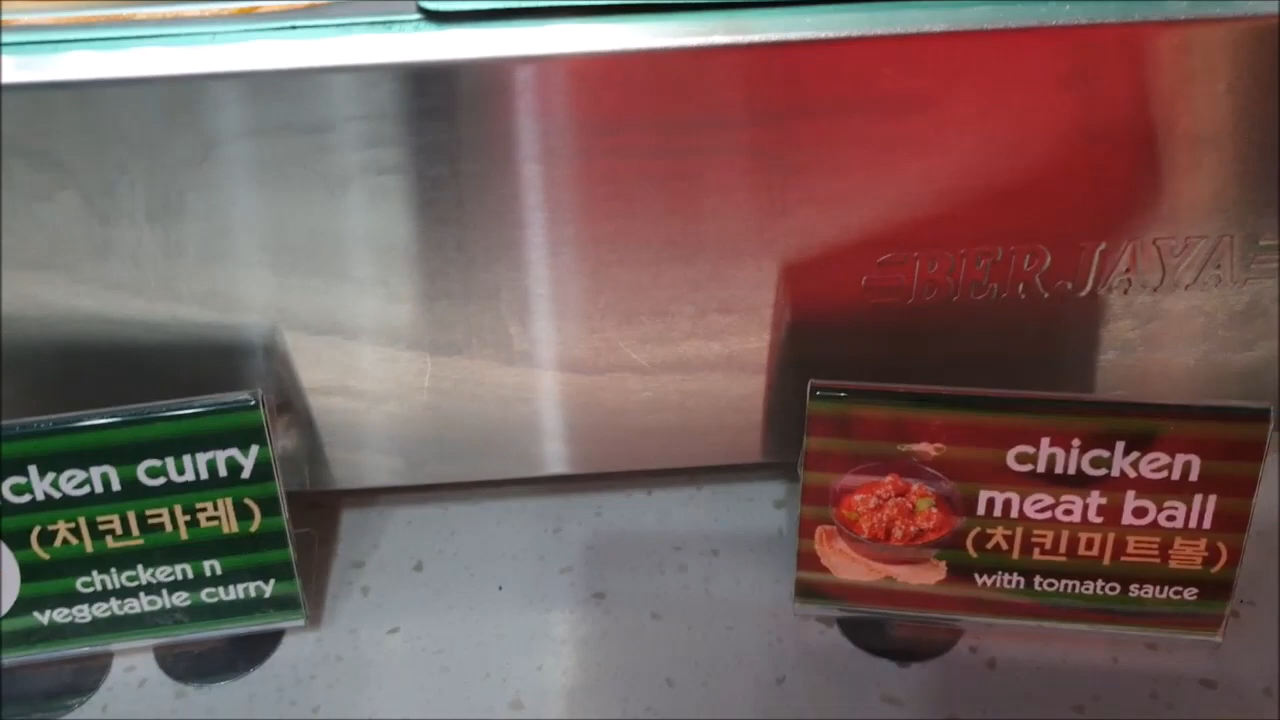 BERJAYA
cken curry
(치킨카레)
chicken n
vegetable curry
chicken
meat ball
(치킨미트볼)
with tomato sauce